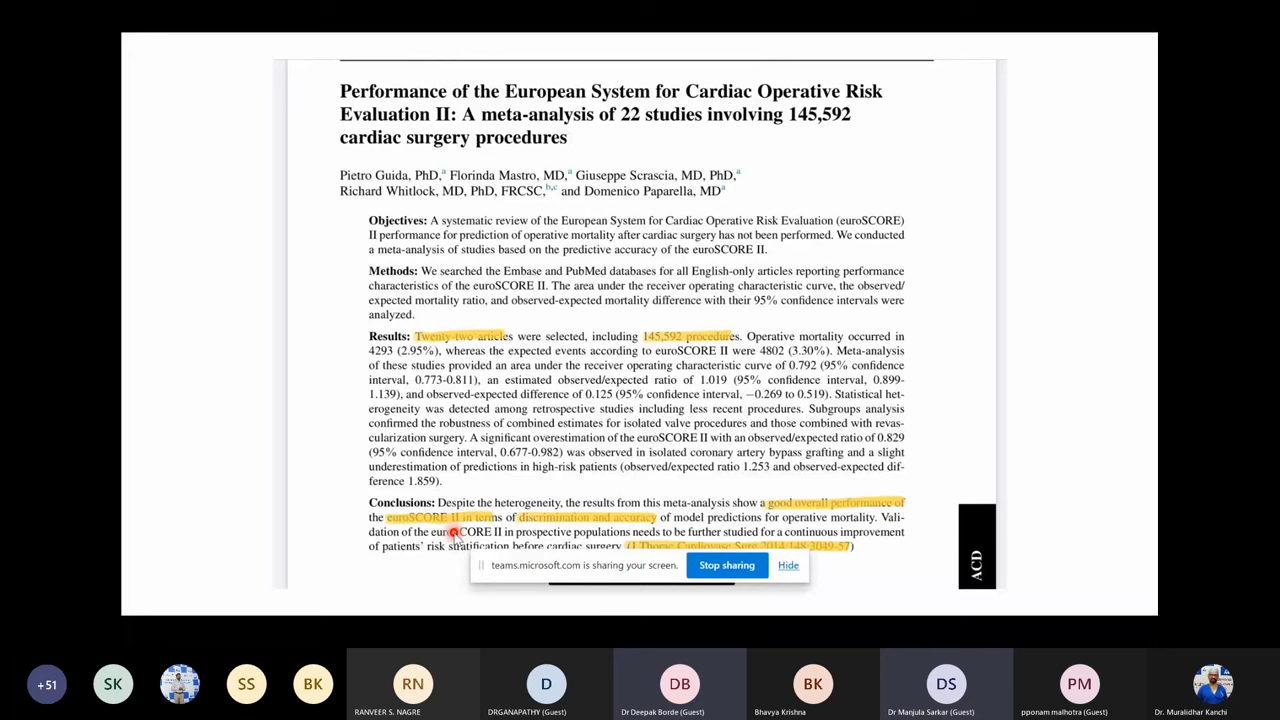 Performance of the European System for Cardiac Operative Risk
Evaluation II: A meta-analysis of 22 studies involving 145,592
cardiac surgery procedures
Pietro Guida, PhD,a Florinda Mastro, MD,a Giuseppe Scrascia, MD, PhD,a
Richard Whitlock, MD, PhD, FRCSC,b,c and Domenico Paparella, MDa
Objectives: A systematic review of the European System for Cardiac Operative Risk Evaluation (euroSCORE)
II performance for prediction of operative mortality after cardiac surgery has not been performed. We conducted
a meta-analysis of studies based on the predictive accuracy of the euroSCORE II.
Methods: We searched the Embase and PubMed databases for all English-only articles reporting performance
characteristics of the euroSCORE II. The area under the receiver operating characteristic curve, the observed/
expected mortality ratio, and observed-expected mortality difference with their 95% confidence intervals were
analyzed.
Results: Twenty-two articles were selected, including 145,592 procedures. Operative mortality occurred in
4293 (2.95%), whereas the expected events according to euroSCORE II were 4802 (3.30%). Meta-analysis
of these studies provided an area under the receiver operating characteristic curve of 0.792 (95% confidence
interval, 0.773-0.811), an estimated observed/expected ratio of 1.019 (95% confidence interval, 0.899-
1.139), and observed-expected difference of 0.125 (95% confidence interval, −0.269 to 0.519). Statistical het-
erogeneity was detected among retrospective studies including less recent procedures. Subgroups analysis
confirmed the robustness of combined estimates for isolated valve procedures and those combined with revas-
cularization surgery. A significant overestimation of the euroSCORE II with an observed/expected ratio of 0.829
(95% confidence interval, 0.677-0.982) was observed in isolated coronary artery bypass grafting and a slight
underestimation of predictions in high-risk patients (observed/expected ratio 1.253 and observed-expected dif-
ference 1.859).
Conclusions: Despite the heterogeneity, the results from this meta-analysis show a good overall performance of
the euroSCORE II in terms of discrimination and accuracy of model predictions for operative mortality. Vali-
dation of the euroSCORE II in prospective populations needs to be further studied for a continuous improvement
of patients' risk stratification before cardiac surgery. (J Thorac Cardiovasc Surg 2014;148:3049-57)
ACD
teams.microsoft.com is sharing your screen.
Stop sharing
Hide
+51
SK
SS
BK
RN
D
DB
BK
DS
PM
RANVEER S. NAGRE
DRGANAPATHY (Guest)
Dr Deepak Borde (Guest)
Bhavya Krishna
Dr Manjula Sarkar (Guest)
pponam malhotra (Guest)
Dr. Muralidhar Kanchi